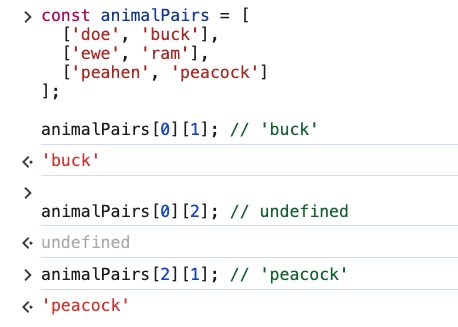 const animalPairs = [
  ['doe', 'buck'],
  ['ewe', 'ram'],
  ['peahen', 'peacock']
];
animalPairs[0][1]; // 'buck'
'buck'
animalPairs[0][2]; // undefined
undefined
animalPairs[2][1]; // 'peacock'
'peacock'